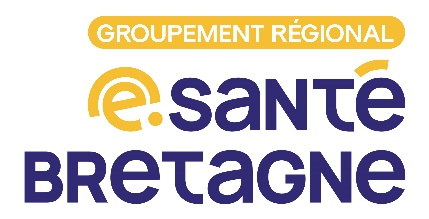 GROUPEMENT RÉGIONAL
e.santé
Bretagne